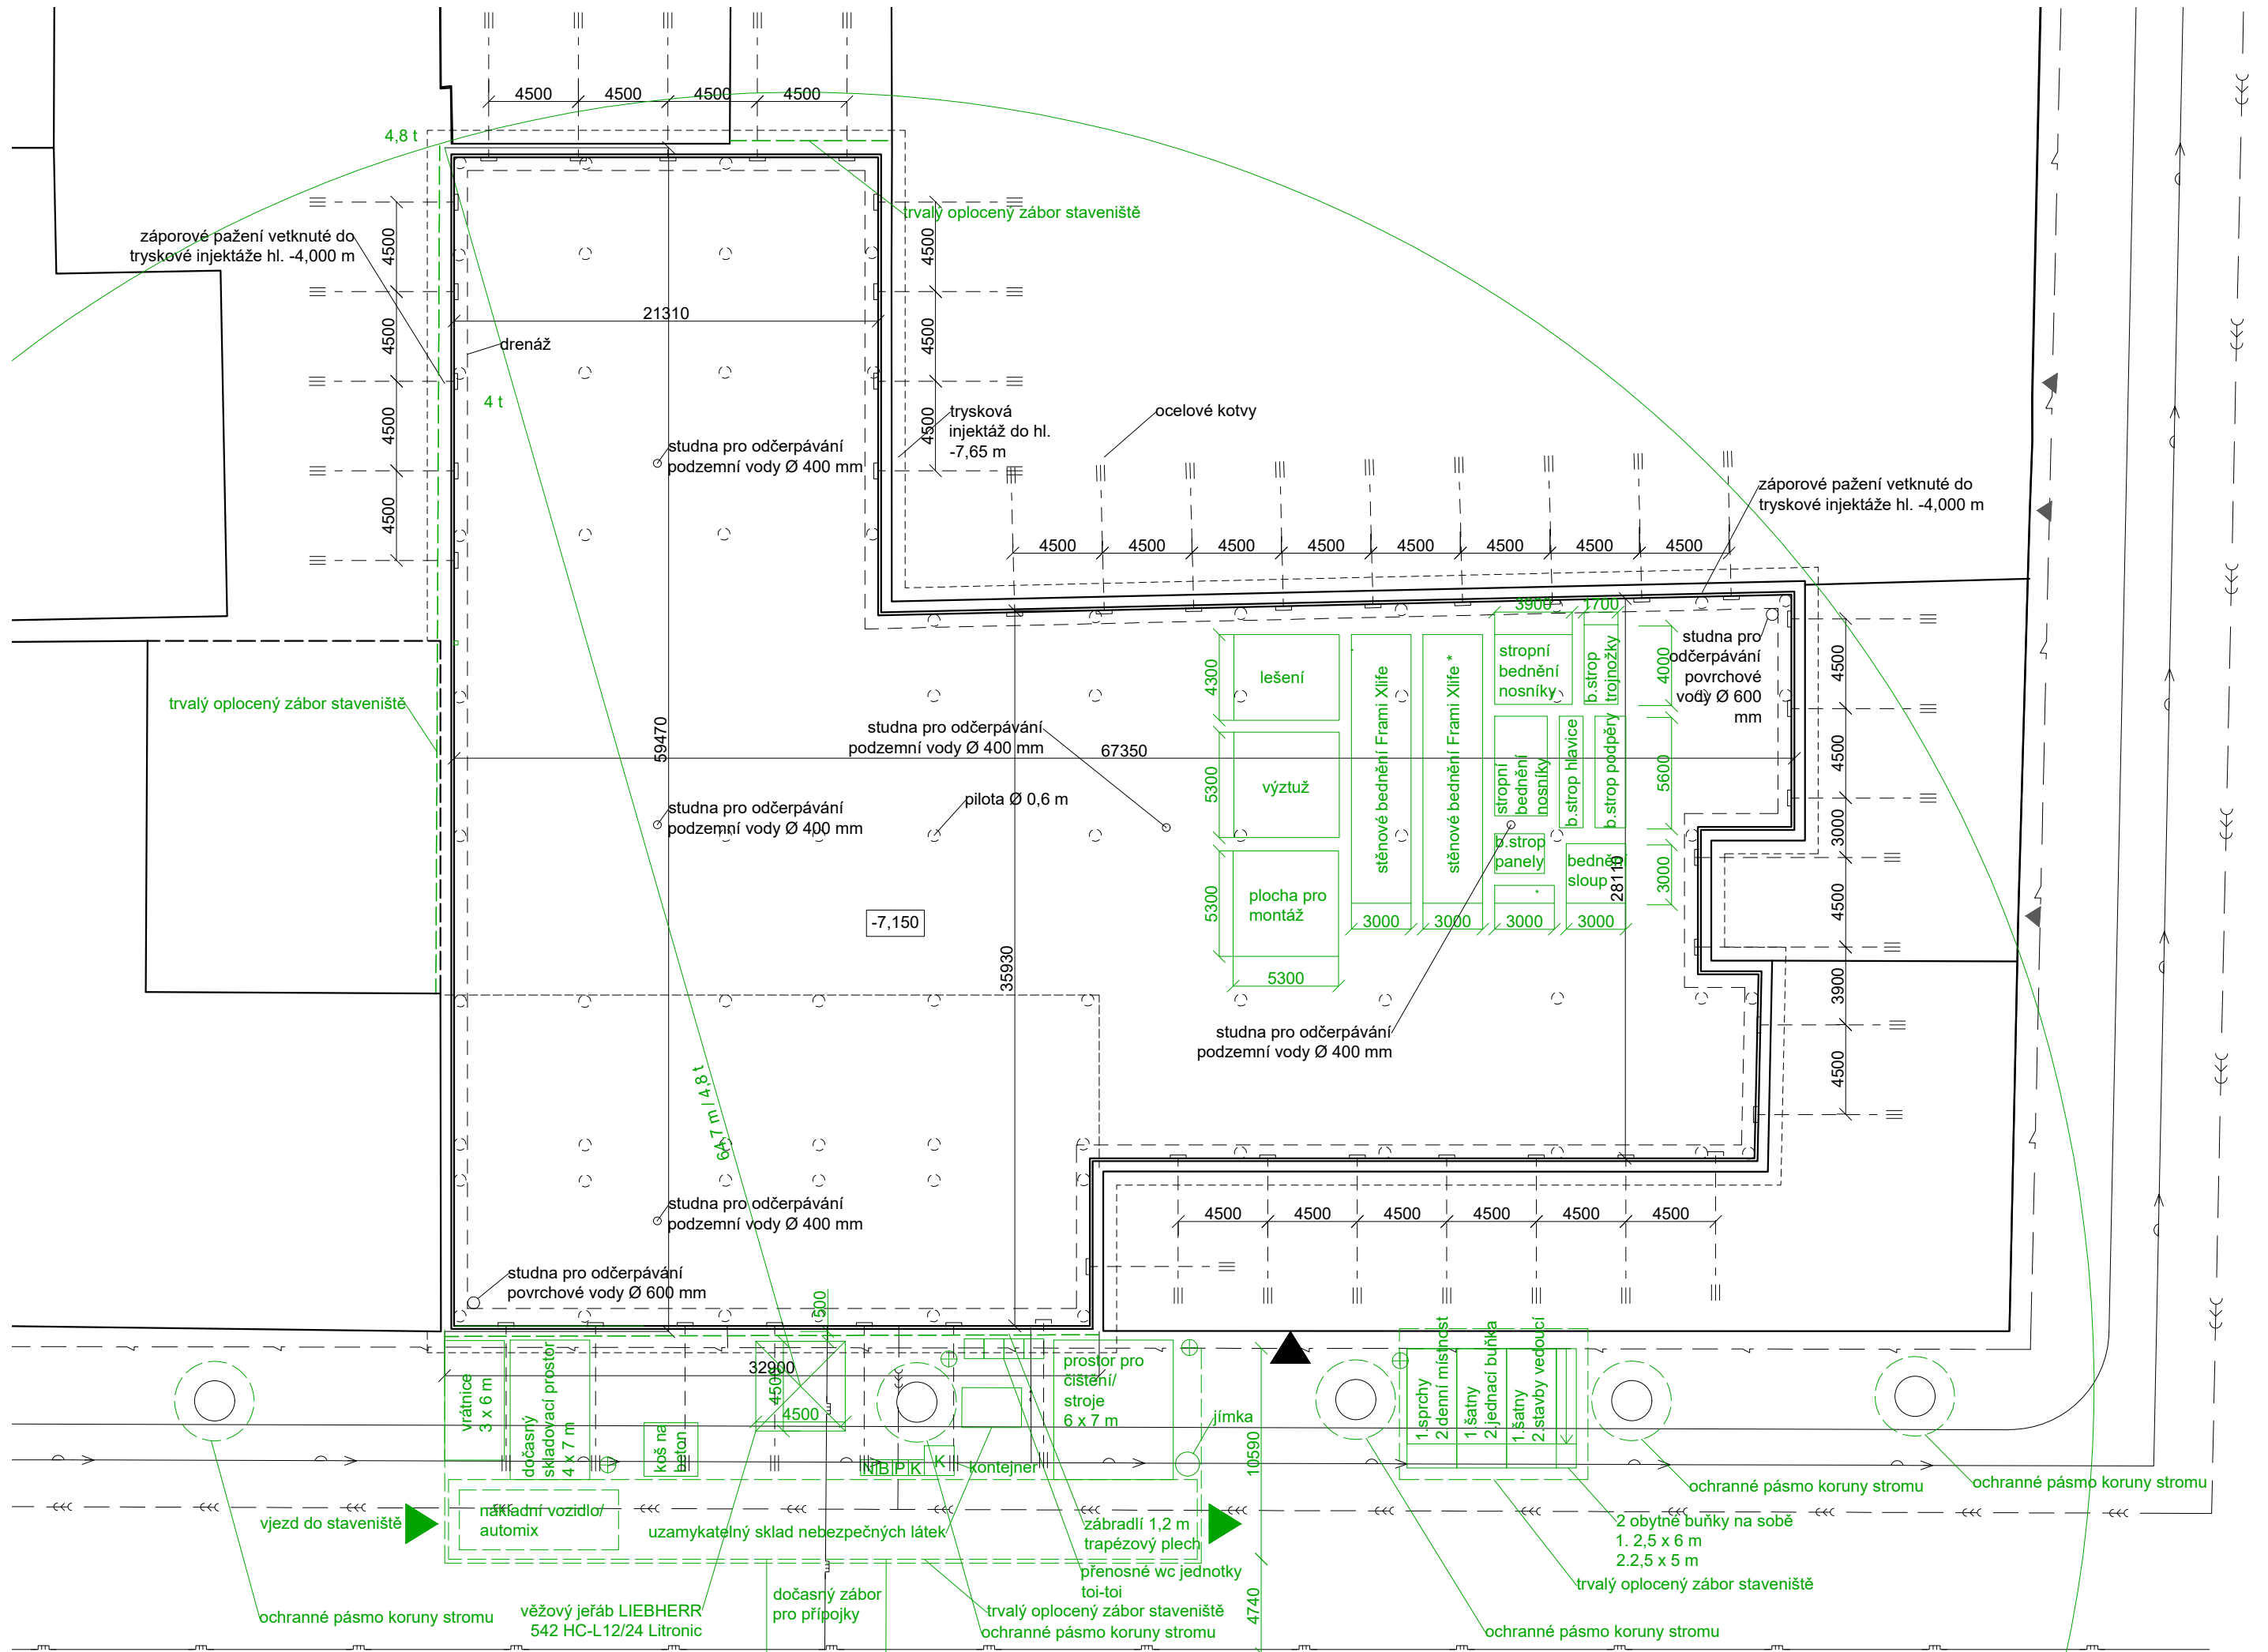 4500
4500
4500
4500
4,8 t
trvalý oplocený zábor staveniště
záporové pažení vetknuté do
tryskové injektáže hl. -4,000 m
4500
4500
4500
4500
4500
4500
4500
21310
drenáž
4 t
trysková
injektáž do hl.
-7,65 m
ocelové kotvy
studna pro odčerpávání
podzemní vody Ø 400 mm
záporové pažení vetknuté do
tryskové injektáže hl. -4,000 m
4500
4500
4500
4500
4500
4500
4500
4500
3900
1700
4300
lešení
stěnové bednění Frami Xlife
stěnové bednění Frami Xlife *
stropní
bednění
nosníky
b.strop
trojnožky
4000
studna pro
odčerpávání
povrchové
vody Ø 600
mm
4500
4500
3000
4500
3900
4500
trvalý oplocený zábor staveniště
59470
studna pro odčerpávání
podzemní vody Ø 400 mm
67350
5300
výztuž
stropní
bednění
nosníky
b.strop hlavice
b.strop podpěry
5600
studna pro odčerpávání
podzemní vody Ø 400 mm
pilota Ø 0,6 m
b.strop
panely
bednění
sloup
28110
3000
5300
plocha pro
montáž
*
3000
3000
3000
3000
5300
-7,150
35930
studna pro odčerpávání
podzemní vody Ø 400 mm
64,7 m / 4,8 t
studna pro odčerpávání
podzemní vody Ø 400 mm
4500
4500
4500
4500
4500
4500
studna pro odčerpávání
povrchové vody Ø 600 mm
500
32900
4500
4500
vrátnice
3 x 6 m
dočasný
skladovací prostor
4 x 7 m
koš na
beton
N
B
P
K
K
kontejner
prostor pro
čištění/
stroje
6 x 7 m
jímka
10590
1.sprchy
2.denní místnost
1.šatny
2.jednací buňka
1.šatny
2.stavby vedoucí
ochranné pásmo koruny stromu
ochranné pásmo koruny stromu
vjezd do staveniště
nákladní vozidlo/
automix
uzamykatelný sklad nebezpečných látek
zábradlí 1,2 m
trapézový plech
2 obytné buňky na sobě
1. 2,5 x 6 m
2.2,5 x 5 m
přenosné wc jednotky
toi-toi
trvalý oplocený zábor staveniště
dočasný zábor
pro přípojky
4740
ochranné pásmo koruny stromu
věžový jeřáb LIEBHERR
542 HC-L12/24 Litronic
trvalý oplocený zábor staveniště
ochranné pásmo koruny stromu
ochranné pásmo koruny stromu